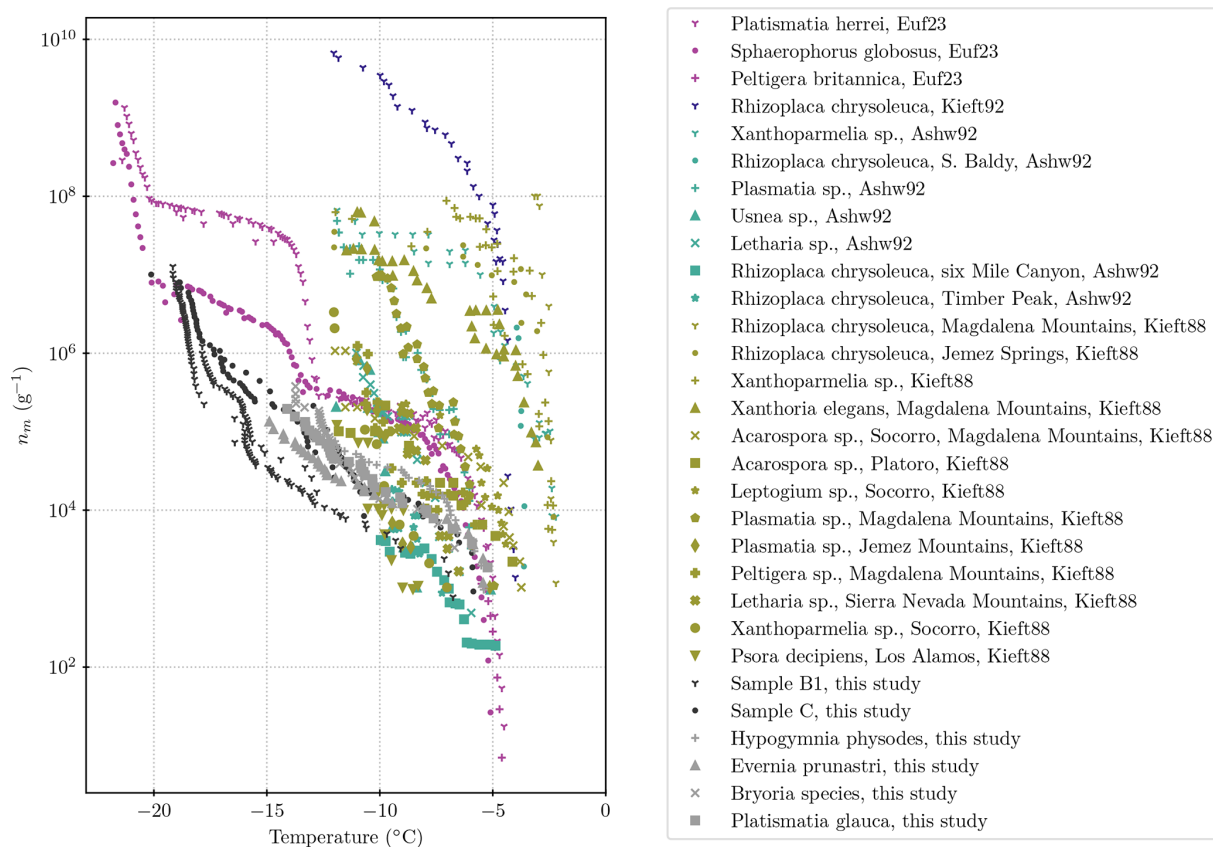 10^10
10^8
10^6
10^4
10^2
n_m (g^−1)
−20 −15 −10 −5 0
Temperature (°C)
Platismatia herrei, Euf23
Sphaerophorus globosus, Euf23
Peltigera britannica, Euf23
Rhizoplaca chrysoleuca, Kieft92
Xanthoparmelia sp., Ashw92
Rhizoplaca chrysoleuca, S. Baldy, Ashw92
Plasmatia sp., Ashw92
Usnea sp., Ashw92
Letharia sp., Ashw92
Rhizoplaca chrysoleuca, six Mile Canyon, Ashw92
Rhizoplaca chrysoleuca, Timber Peak, Ashw92
Rhizoplaca chrysoleuca, Magdalena Mountains, Kieft88
Rhizoplaca chrysoleuca, Jemez Springs, Kieft88
Xanthoparmelia sp., Kieft88
Xanthoria elegans, Magdalena Mountains, Kieft88
Acarospora sp., Socorro, Magdalena Mountains, Kieft88
Acarospora sp., Platoro, Kieft88
Leptogium sp., Socorro, Kieft88
Plasmatia sp., Magdalena Mountains, Kieft88
Plasmatia sp., Jemez Mountains, Kieft88
Peltigera sp., Magdalena Mountains, Kieft88
Letharia sp., Sierra Nevada Mountains, Kieft88
Xanthoparmelia sp., Socorro, Kieft88
Psora decipiens, Los Alamos, Kieft88
Sample B1, this study
Sample C, this study
Hypogymnia physodes, this study
Evernia prunastri, this study
Bryoria species, this study
Platismatia glauca, this study